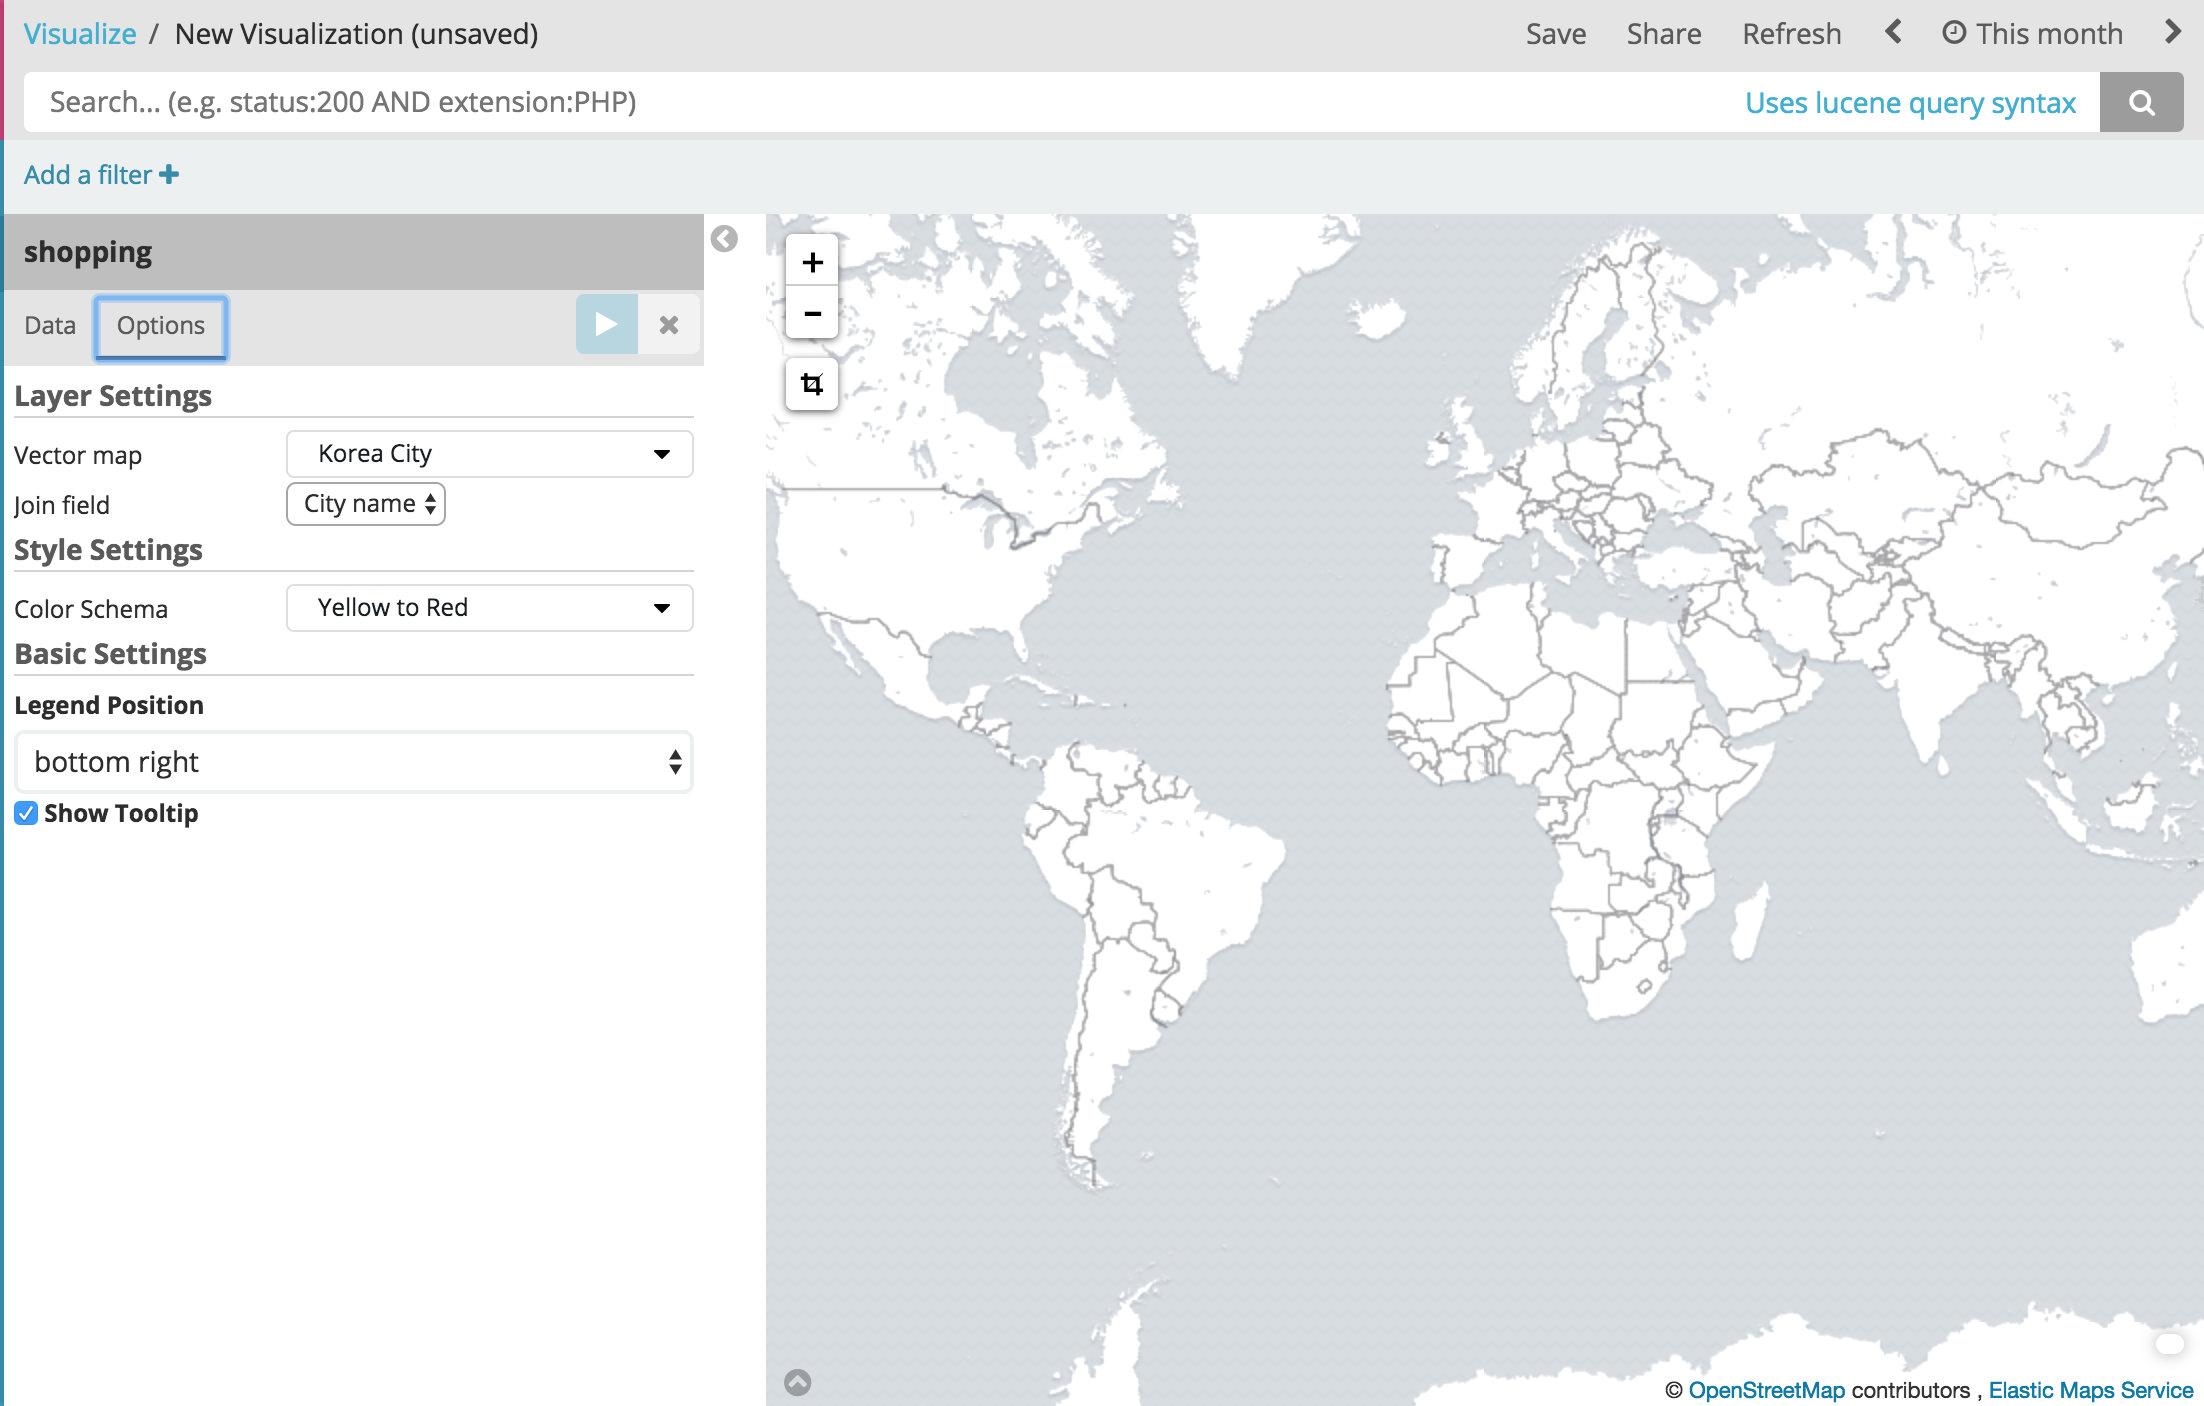 Visualize / New Visualization (unsaved)
Save Share Refresh This month
Search... (e.g. status:200 AND extension:PHP) Uses lucene query syntax
Add a filter
shopping
Data Options
Layer Settings
Vector map Korea City
Join field City name
Style Settings
Color Schema Yellow to Red
Basic Settings
Legend Position
bottom right
Show Tooltip
© OpenStreetMap contributors , Elastic Maps Service